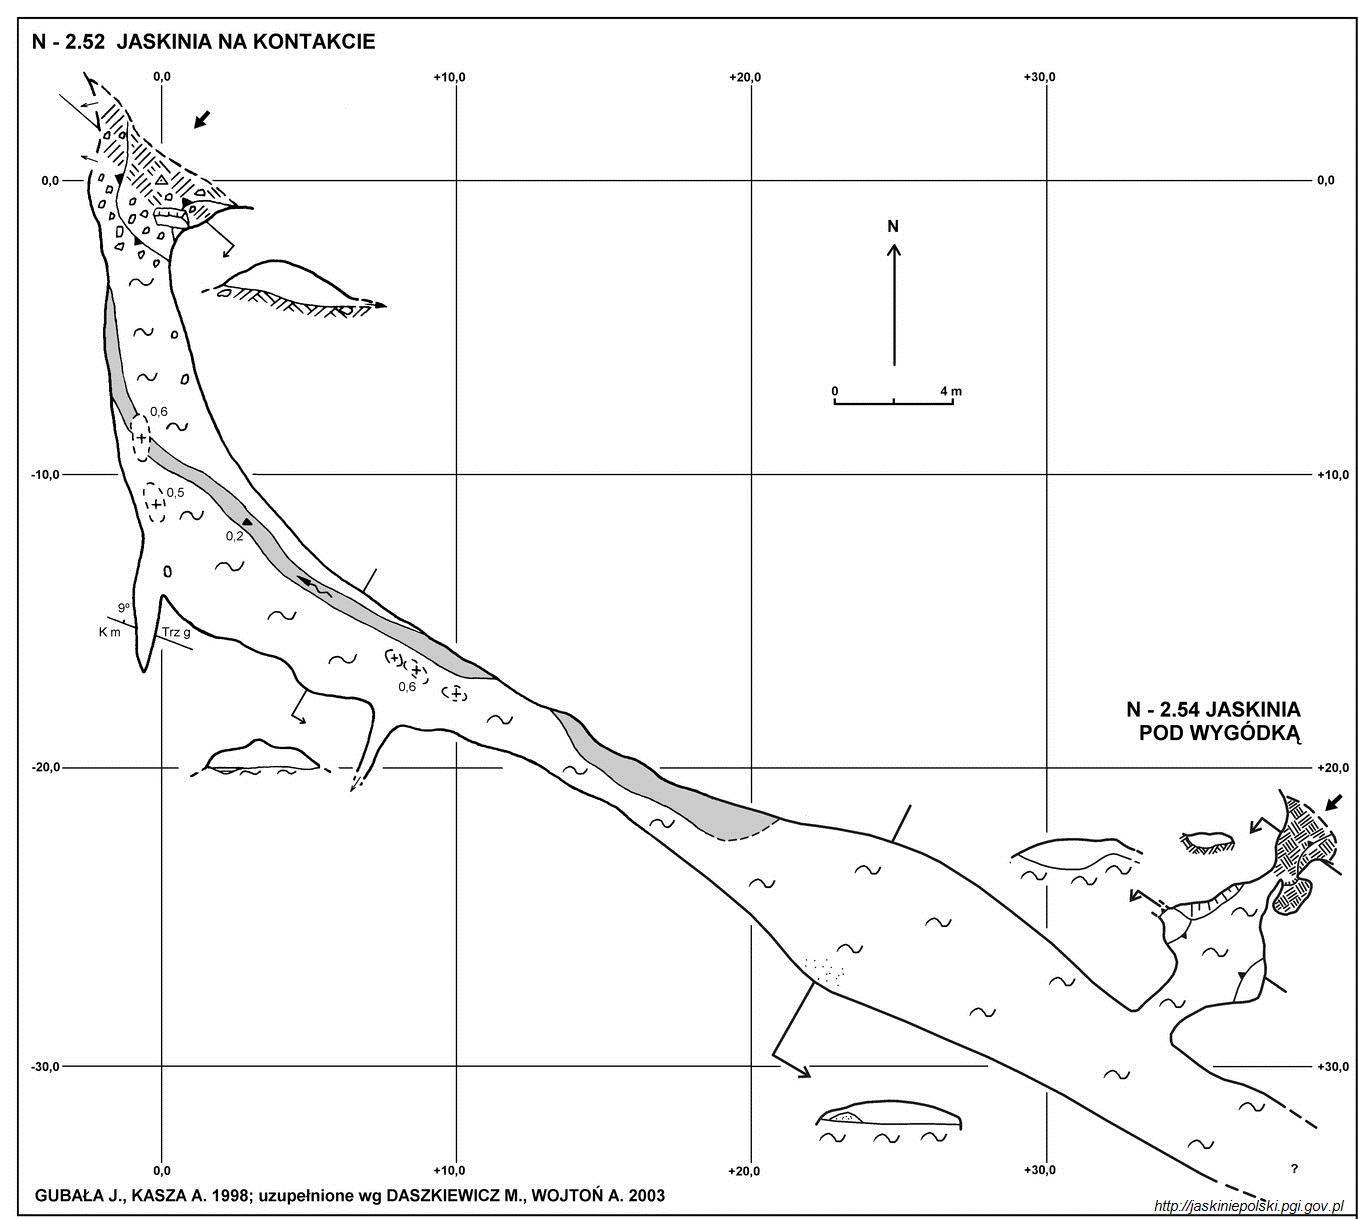 N - 2.52 JASKINIA NA KONTAKCIE
0,0 +10,0 +20,0 +30,0
0,0 0,0
N
0 4 m
0,6
-10,0 +10,0
0,5
0,2
9º
K m Trz g
0,6
N - 2.54 JASKINIA
POD WYGÓDKĄ
-20,0 +20,0
-30,0 +30,0
?
0,0 +10,0 +20,0 +30,0
GUBAŁA J., KASZA A. 1998; uzupełnione wg DASZKIEWICZ M., WOJTOŃ A. 2003
http://jaskiniepolski.pgi.gov.pl